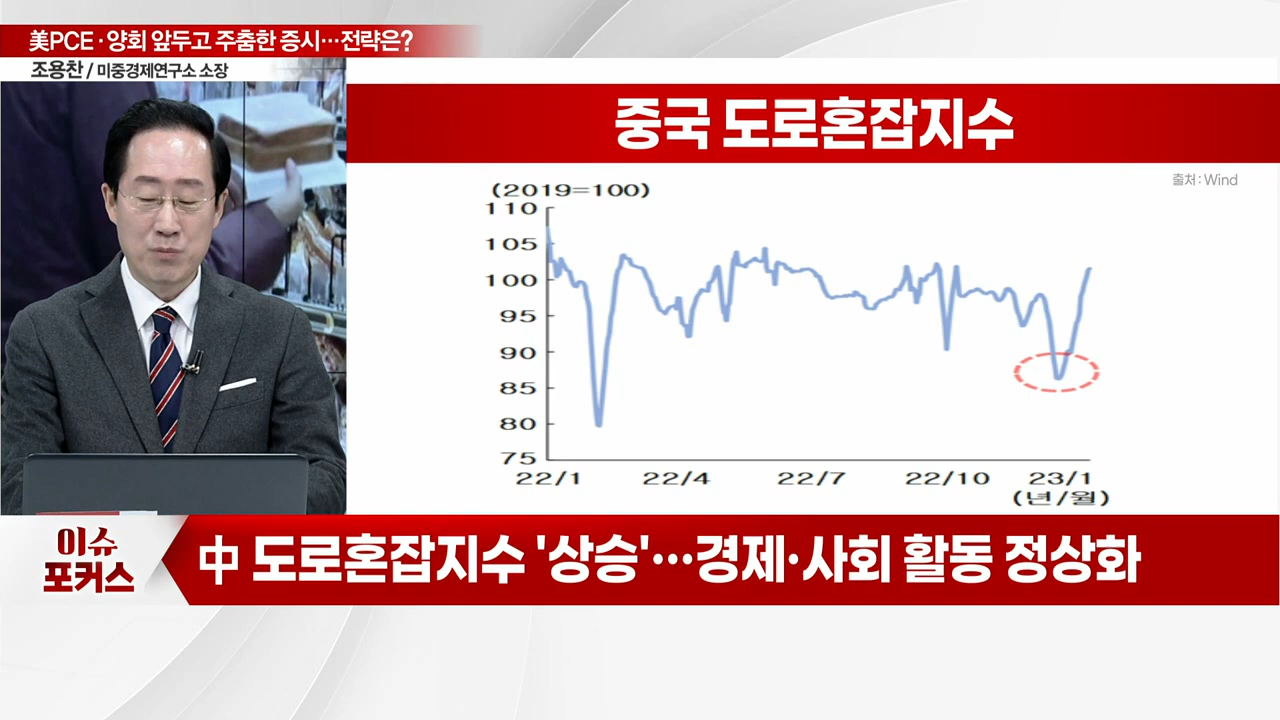 美PCE·양회 앞두고 주춤한 증시…전략은?
조용찬 / 미중경제연구소 소장
중국 도로혼잡지수
출처 : Wind
(2019=100)
110
105
100
95
90
85
80
75
22/1 22/4 22/7 22/10 23/1
(년/월)
이슈
포커스
中 도로혼잡지수 '상승'…경제·사회 활동 정상화